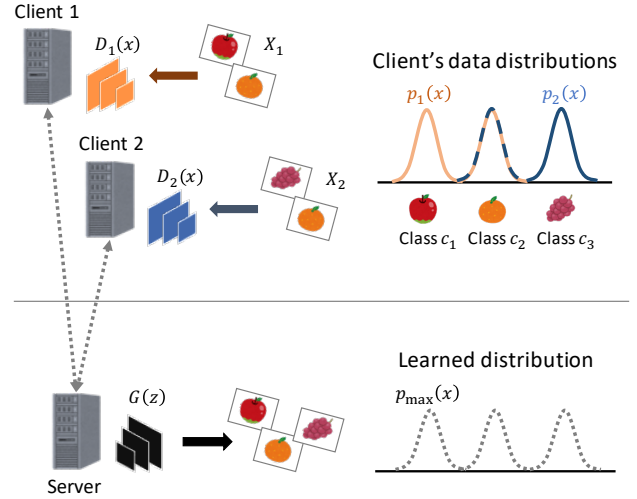 Client 1
D₁(x)
X₁
Client 2
D₂(x)
X₂
Client's data distributions
p₁(x)
p₂(x)
Class c₁
Class c₂
Class c₃
Server
G(z)
Learned distribution
p_max(x)